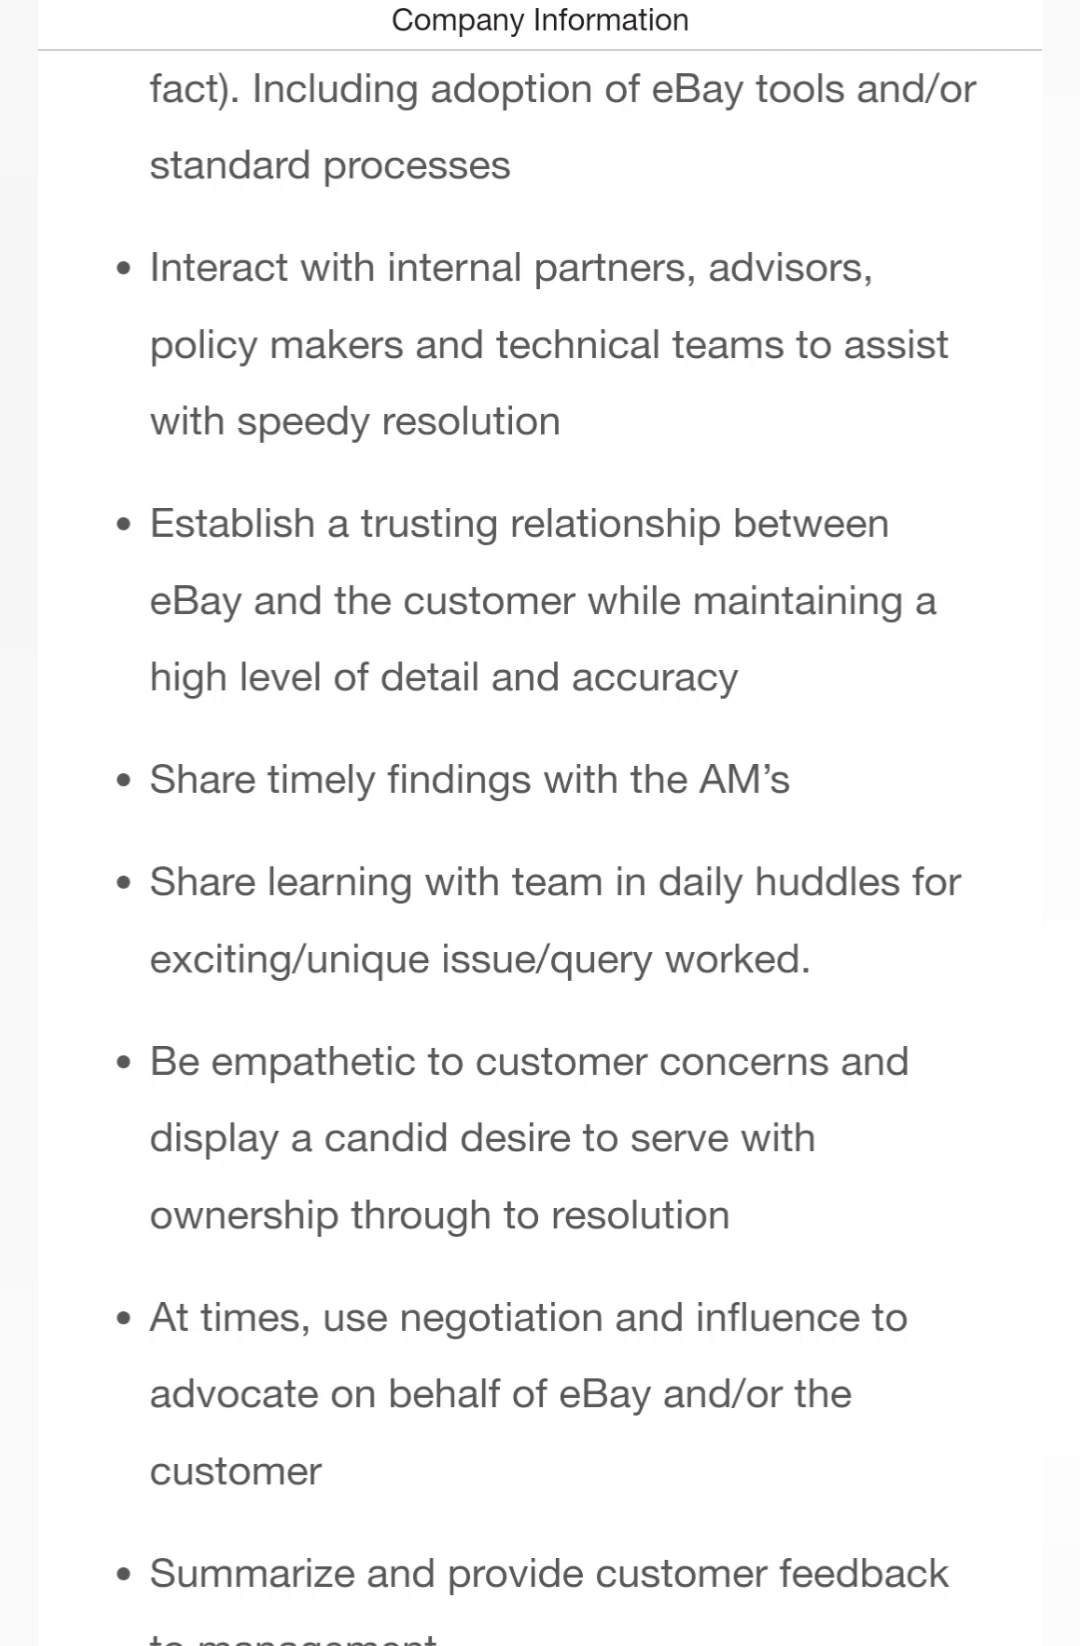 Company Information
fact). Including adoption of eBay tools and/or
standard processes
• Interact with internal partners, advisors,
policy makers and technical teams to assist
with speedy resolution
• Establish a trusting relationship between
eBay and the customer while maintaining a
high level of detail and accuracy
• Share timely findings with the AM’s
• Share learning with team in daily huddles for
exciting/unique issue/query worked.
• Be empathetic to customer concerns and
display a candid desire to serve with
ownership through to resolution
• At times, use negotiation and influence to
advocate on behalf of eBay and/or the
customer
• Summarize and provide customer feedback
to management